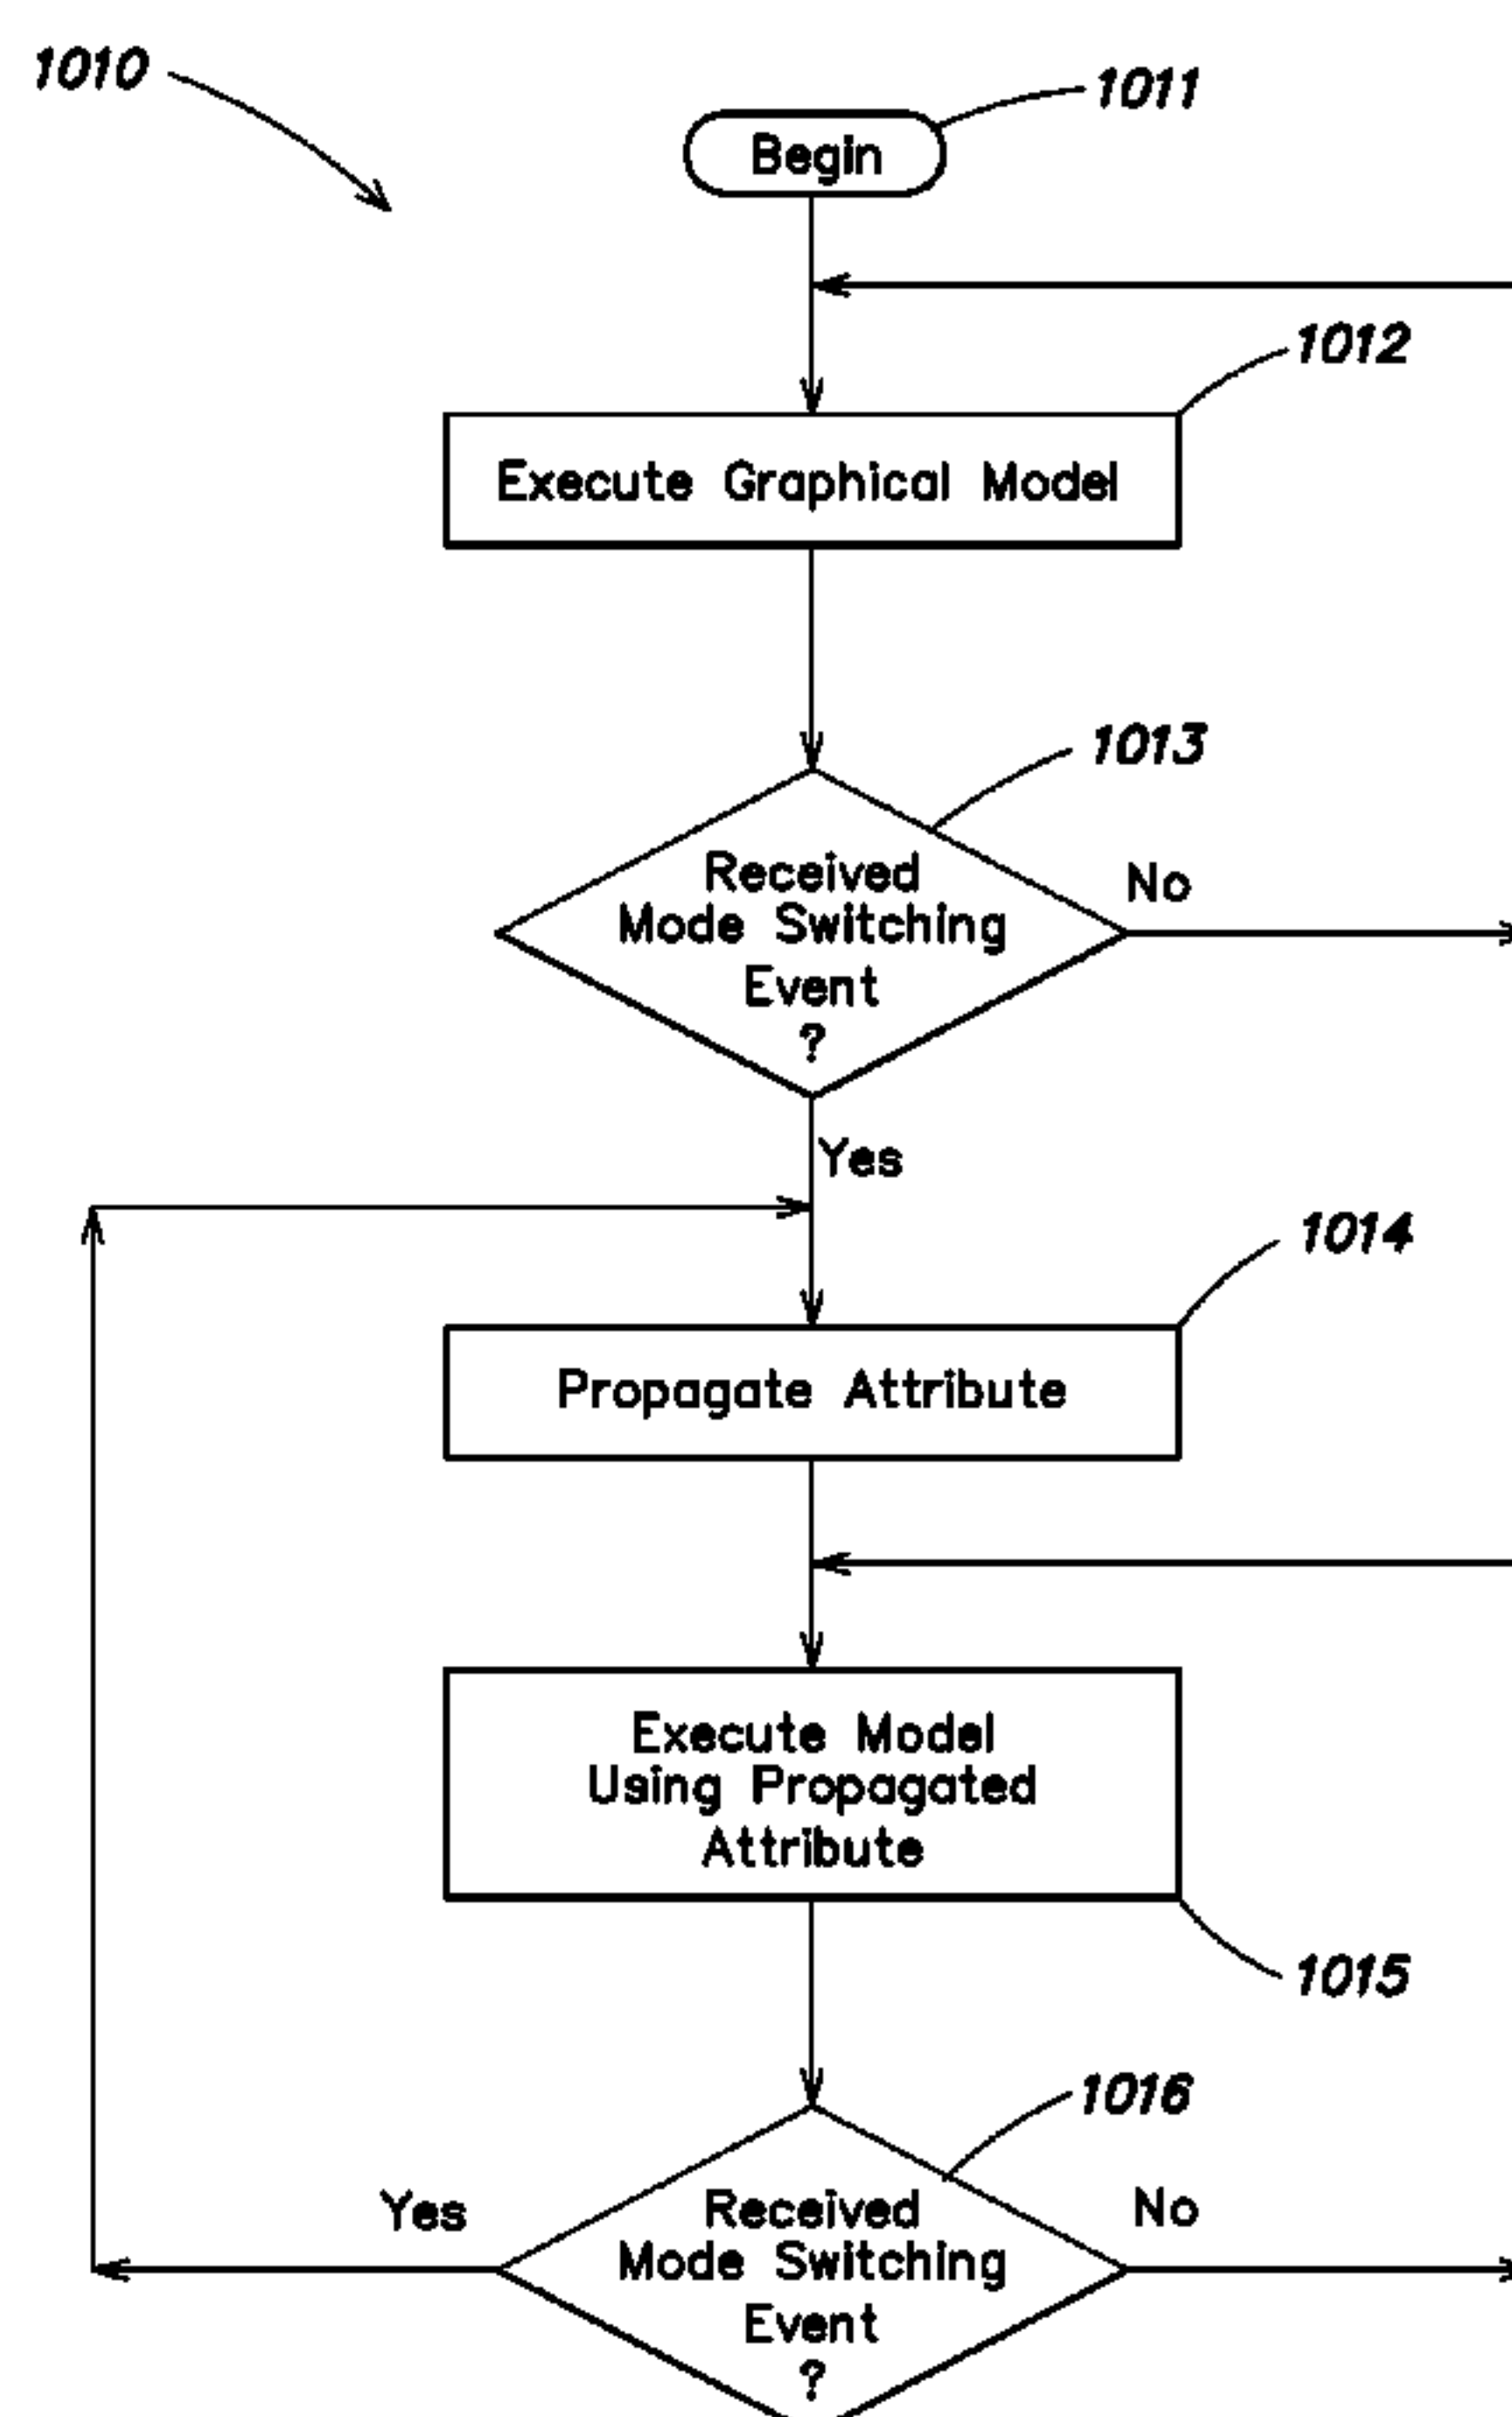 1010
1011
Begin
1012
Execute Graphical Model
1013
Received
Mode Switching
Event
?
No
Yes
1014
Propagate Attribute
Execute Model
Using Propagated
Attribute
1015
1016
Yes
Received
Mode Switching
Event
?
No